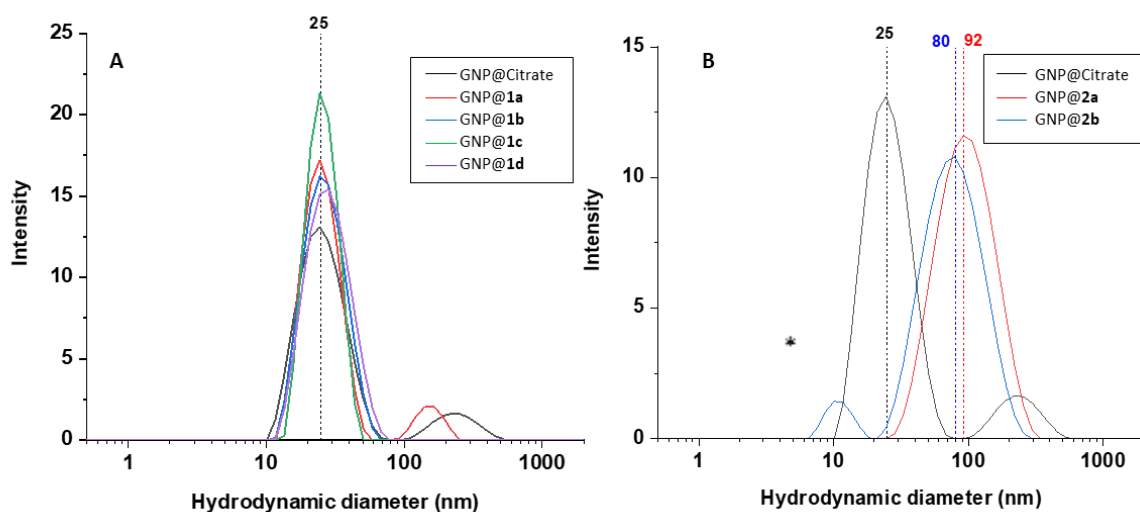 25
A
GNP@Citrate
GNP@1a
GNP@1b
GNP@1c
GNP@1d
25
20
15
10
5
0
Intensity
1
10
100
1000
Hydrodynamic diameter (nm)
25
80
92
B
GNP@Citrate
GNP@2a
GNP@2b
15
10
5
0
Intensity
*
1
10
100
1000
Hydrodynamic diameter (nm)